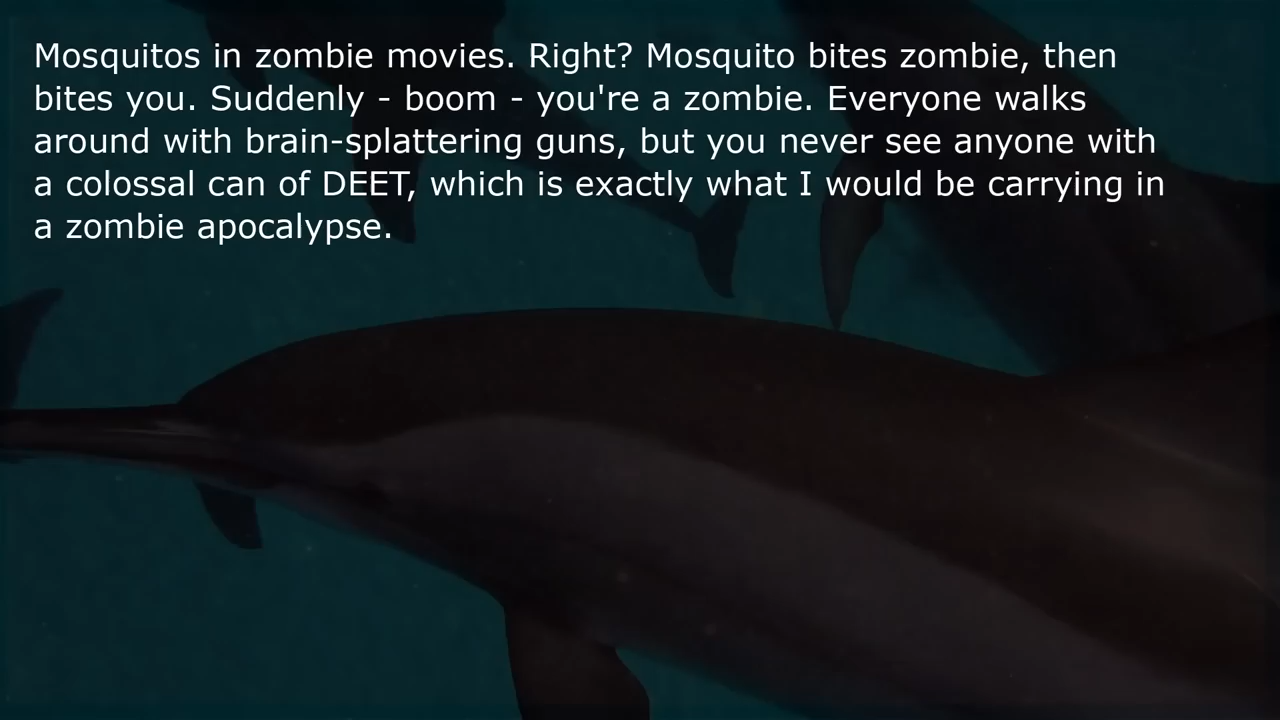 Mosquitos in zombie movies. Right? Mosquito bites zombie, then
bites you. Suddenly - boom - you're a zombie. Everyone walks
around with brain-splattering guns, but you never see anyone with
a colossal can of DEET, which is exactly what I would be carrying in
a zombie apocalypse.